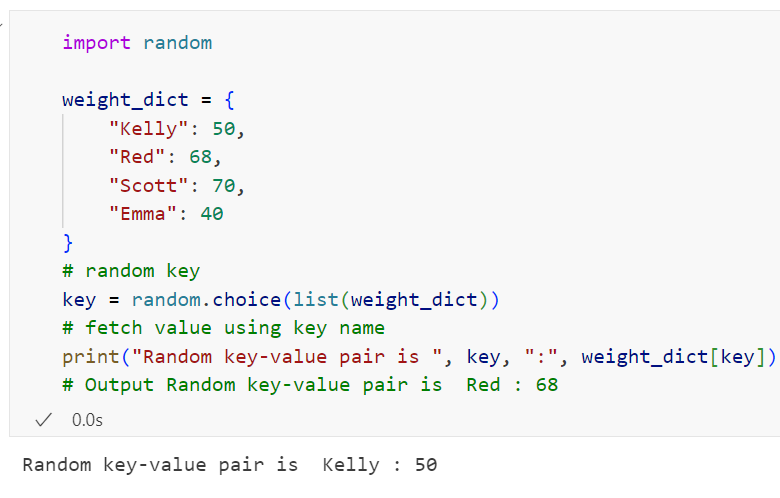 import random

weight_dict = {
    "Kelly": 50,
    "Red": 68,
    "Scott": 70,
    "Emma": 40
}
# random key
key = random.choice(list(weight_dict))
# fetch value using key name
print("Random key-value pair is ", key, ":", weight_dict[key])
# Output Random key-value pair is  Red : 68
0.0s
Random key-value pair is  Kelly : 50